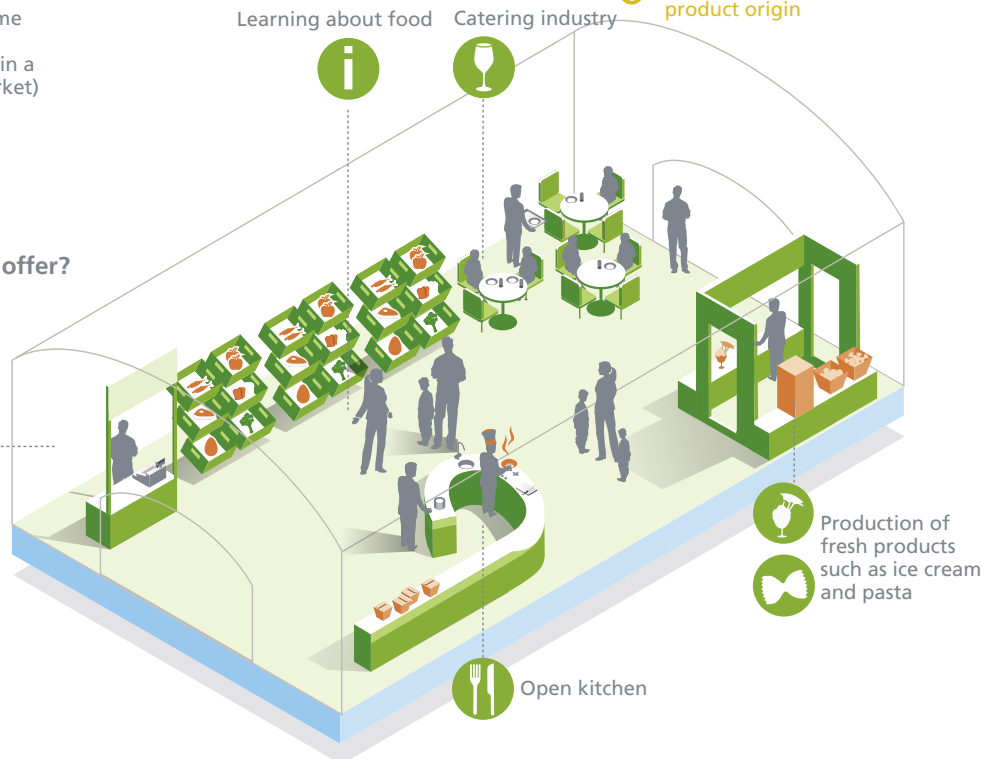 me
in a
rket)
offer?
Learning about food
Catering industry
product origin
Production of
fresh products
such as ice cream
and pasta
Open kitchen